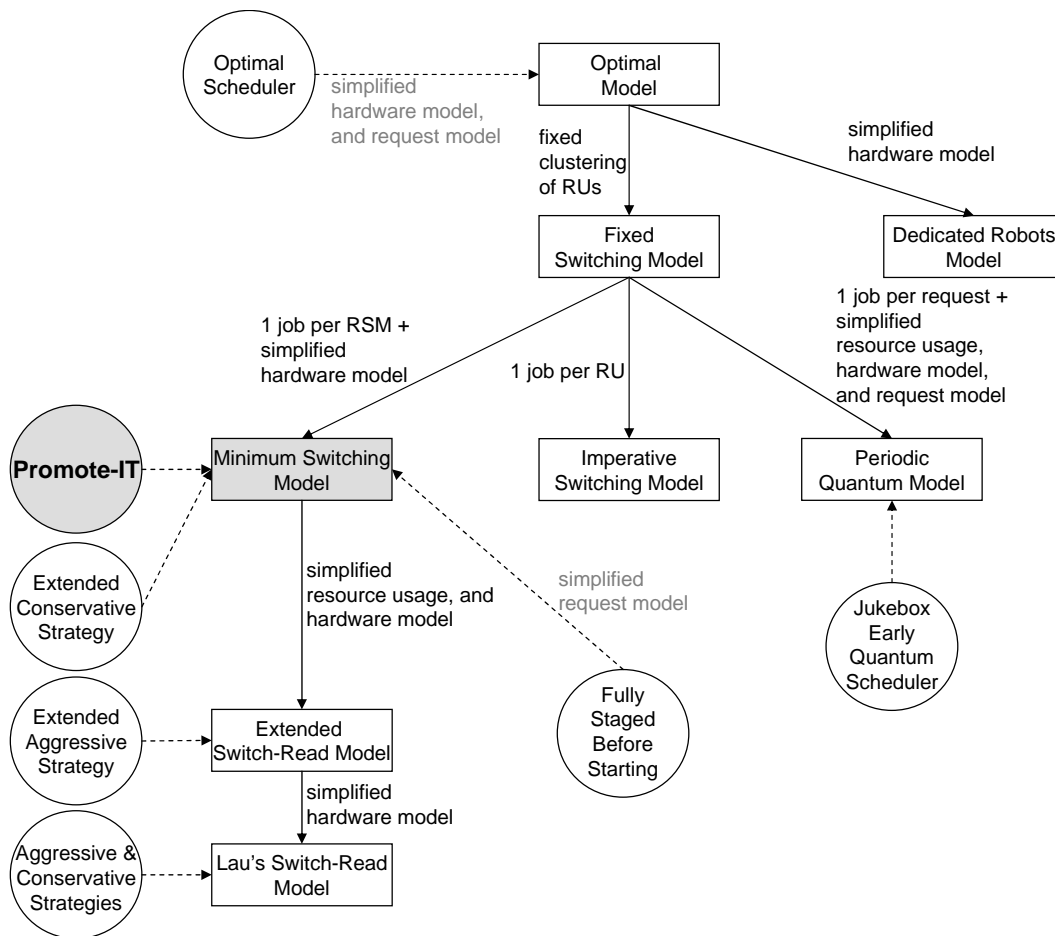 Optimal
Scheduler
simplified
hardware model,
and request model
Optimal
Model
fixed
clustering
of RUs
simplified
hardware model
Fixed
Switching Model
Dedicated Robots
Model
1 job per RSM +
simplified
hardware model
1 job per RU
1 job per request +
simplified
resource usage,
hardware model,
and request model
Promote-IT
Minimum Switching
Model
Imperative
Switching Model
Periodic
Quantum Model
Extended
Conservative
Strategy
simplified
resource usage, and
hardware model
simplified
request model
Jukebox
Early
Quantum
Scheduler
Extended
Aggressive
Strategy
Extended
Switch-Read Model
Fully
Staged
Before
Starting
simplified
hardware model
Aggressive &
Conservative
Strategies
Lau's Switch-Read
Model